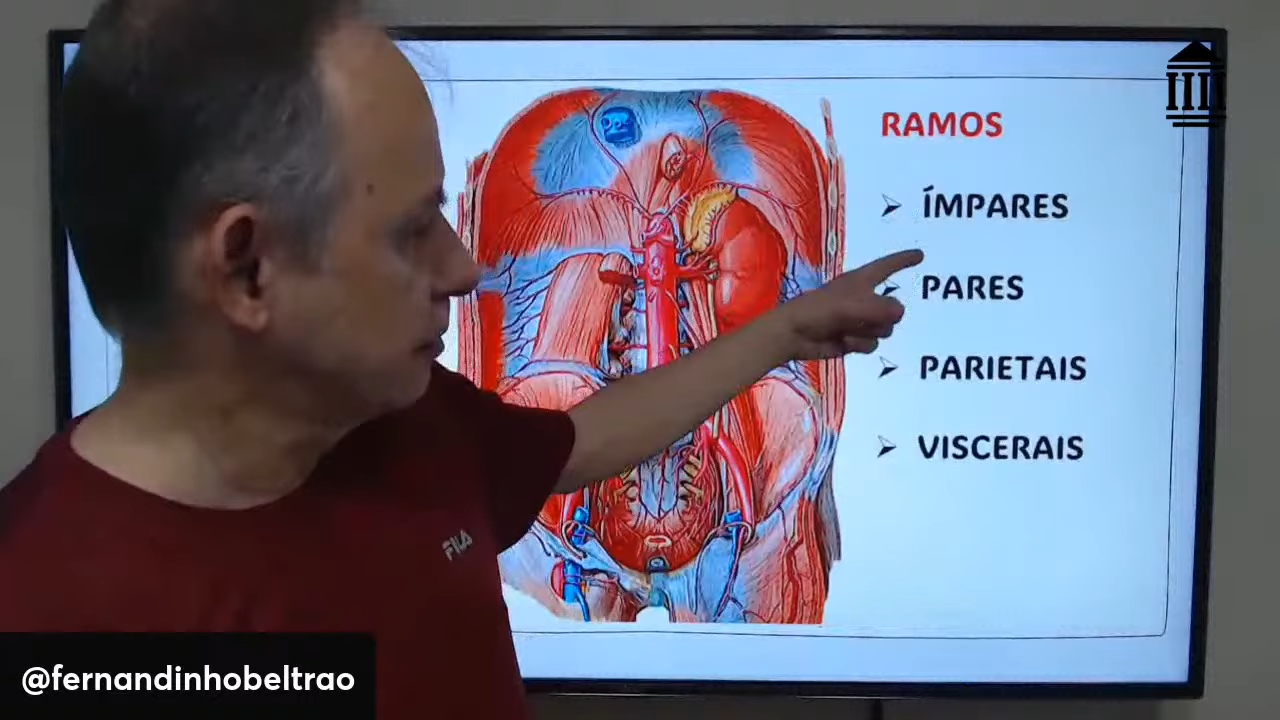 RAMOS
ÍMPARES
PARES
PARIETAIS
VISCERAIS
FILA
@fernandinhobeltrao